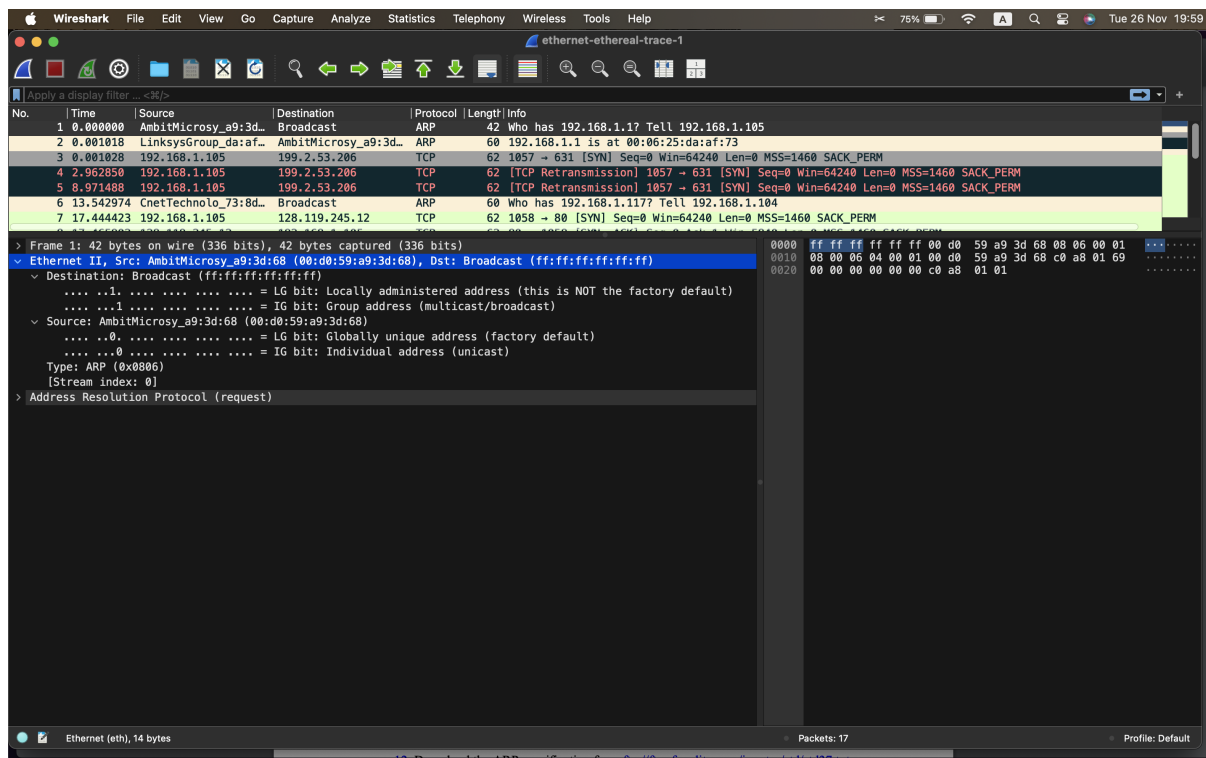 Wireshark File Edit View Go Capture Analyze Statistics Telephony Wireless Tools Help 75% A Tue 26 Nov 19:59
ethernet-ethereal-trace-1
Apply a display filter ... <⌘/>
No. Time Source Destination Protocol Length Info
1 0.000000 AmbitMicrosy_a9:3d… Broadcast ARP 42 Who has 192.168.1.1? Tell 192.168.1.105
2 0.001018 LinksysGroup_da:af… AmbitMicrosy_a9:3d… ARP 60 192.168.1.1 is at 00:06:25:da:af:73
3 0.001028 192.168.1.105 199.2.53.206 TCP 62 1057 → 631 [SYN] Seq=0 Win=64240 Len=0 MSS=1460 SACK_PERM
4 2.962850 192.168.1.105 199.2.53.206 TCP 62 [TCP Retransmission] 1057 → 631 [SYN] Seq=0 Win=64240 Len=0 MSS=1460 SACK_PERM
5 8.971488 192.168.1.105 199.2.53.206 TCP 62 [TCP Retransmission] 1057 → 631 [SYN] Seq=0 Win=64240 Len=0 MSS=1460 SACK_PERM
6 13.542974 CnetTechnolo_73:8d… Broadcast ARP 60 Who has 192.168.1.117? Tell 192.168.1.104
7 17.444423 192.168.1.105 128.119.245.12 TCP 62 1058 → 80 [SYN] Seq=0 Win=64240 Len=0 MSS=1460 SACK_PERM
> Frame 1: 42 bytes on wire (336 bits), 42 bytes captured (336 bits)
Ethernet II, Src: AmbitMicrosy_a9:3d:68 (00:d0:59:a9:3d:68), Dst: Broadcast (ff:ff:ff:ff:ff:ff)
Destination: Broadcast (ff:ff:ff:ff:ff:ff)
.... ..1. .... .... .... .... = LG bit: Locally administered address (this is NOT the factory default)
.... ...1 .... .... .... .... = IG bit: Group address (multicast/broadcast)
Source: AmbitMicrosy_a9:3d:68 (00:d0:59:a9:3d:68)
.... ..0. .... .... .... .... = LG bit: Globally unique address (factory default)
.... ...0 .... .... .... .... = IG bit: Individual address (unicast)
Type: ARP (0x0806)
[Stream index: 0]
> Address Resolution Protocol (request)
0000 ff ff ff ff ff ff 00 d0 59 a9 3d 68 08 06 00 01 ········
0010 08 00 06 04 00 01 00 d0 59 a9 3d 68 c0 a8 01 69 ········
0020 00 00 00 00 00 00 c0 a8 01 01 ········
Ethernet (eth), 14 bytes Packets: 17 Profile: Default